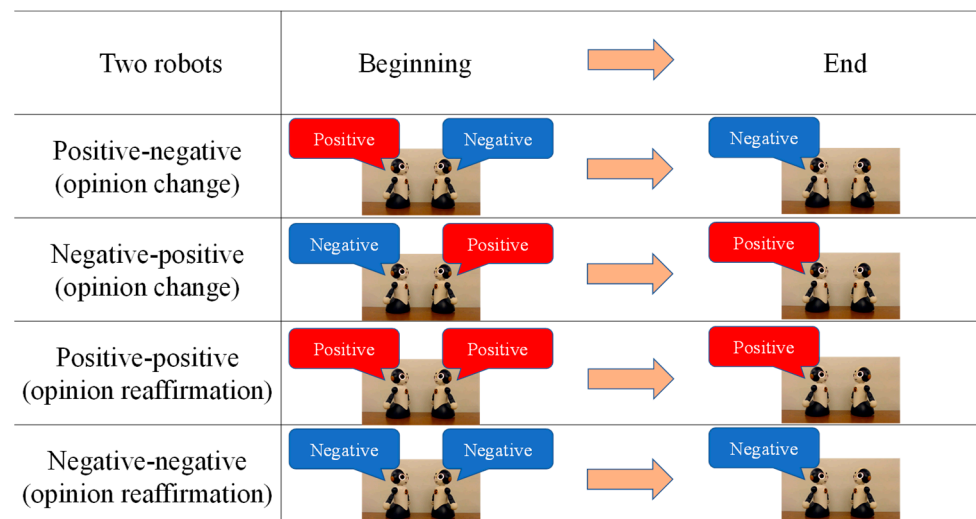 Two robots
Beginning
End
Positive-negative
(opinion change)
Positive
Negative
Negative
Negative-positive
(opinion change)
Negative
Positive
Positive
Positive-positive
(opinion reaffirmation)
Positive
Positive
Positive
Negative-negative
(opinion reaffirmation)
Negative
Negative
Negative